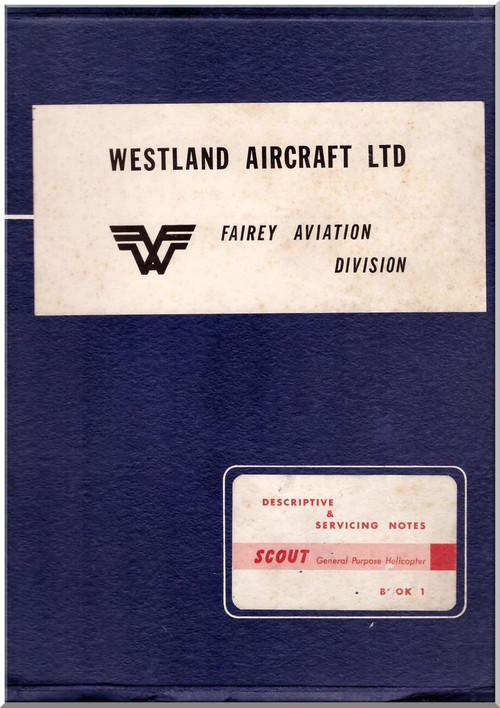 WESTLAND AIRCRAFT LTD
FAIREY AVIATION
DIVISION
DESCRIPTIVE
&
SERVICING NOTES
SCOUT General Purpose Helicopter
BOOK 1